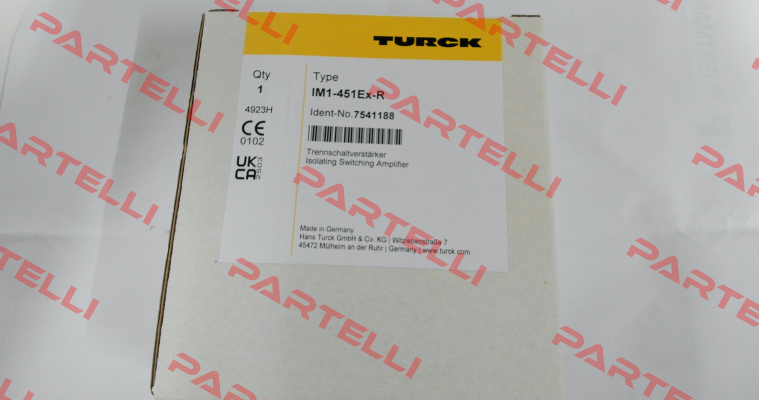 TURCK
Qty
1
4923H
CE
0102
UK
CA
2503
Type
IM1-451Ex-R
Ident-No.7541188
Trennschaltverstärker
Isolating Switching Amplifier
Made in Germany
Hans Turck GmbH & Co. KG | Witzlebenstraße 7
45472 Mülheim an der Ruhr | Germany | www.turck.com
PARTELLI
PARTELLI
PARTELLI
PARTELLI
PARTELLI
PARTELLI
PARTELLI
PARTELLI